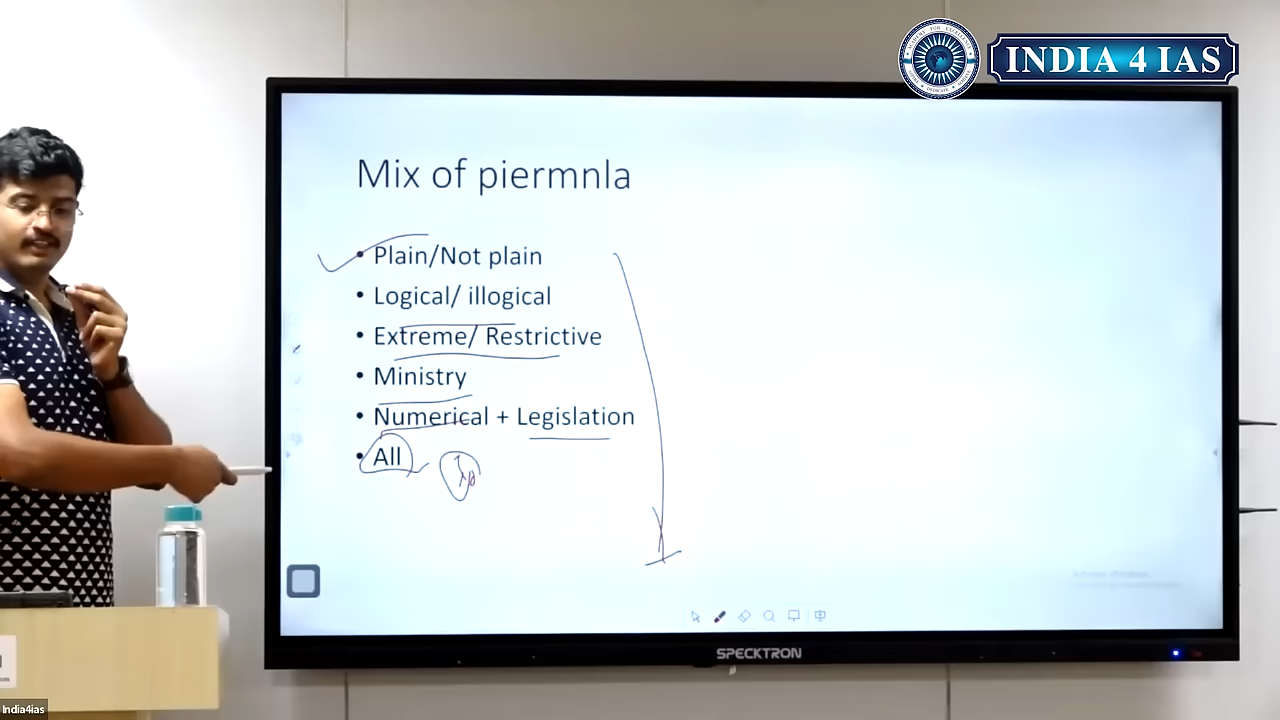 INDIA 4 IAS
Mix of piermnla
• Plain/Not plain
• Logical/ illogical
• Extreme/ Restrictive
• Ministry
• Numerical + Legislation
• All
SPECKTRON
India4ias